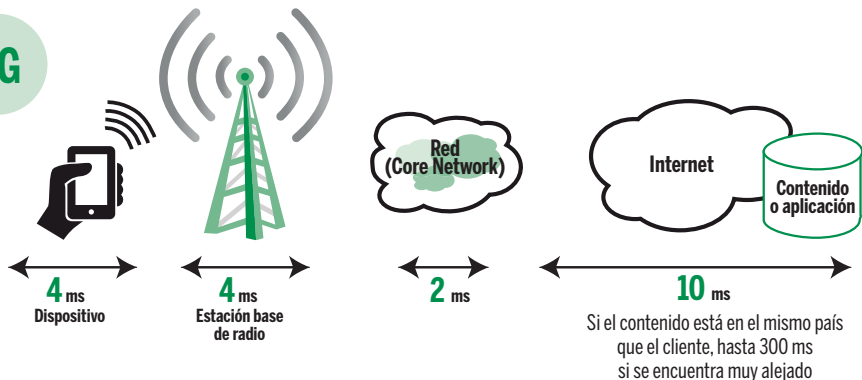 G
Red
(Core Network)
Internet
Contenido
o aplicación
4 ms
Dispositivo
4 ms
Estación base
de radio
2 ms
10 ms
Si el contenido está en el mismo país
que el cliente, hasta 300 ms
si se encuentra muy alejado